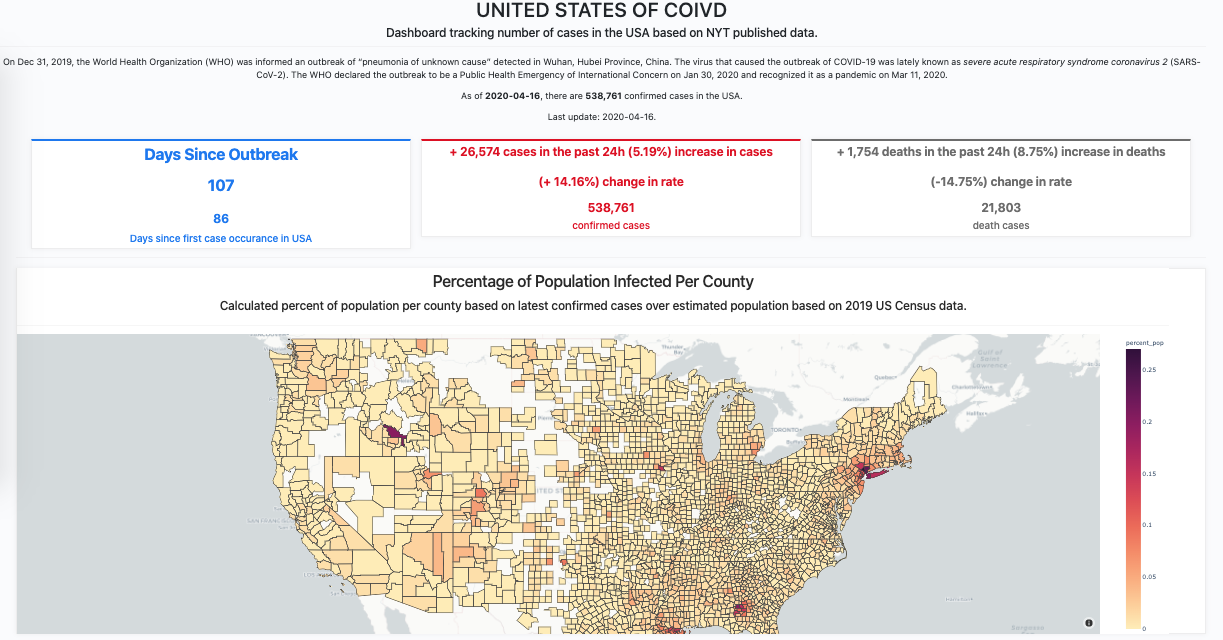 UNITED STATES OF COIVD
Dashboard tracking number of cases in the USA based on NYT published data.
On Dec 31, 2019, the World Health Organization (WHO) was informed an outbreak of “pneumonia of unknown cause” detected in Wuhan, Hubei Province, China. The virus that caused the outbreak of COVID-19 was lately known as severe acute respiratory syndrome coronavirus 2 (SARS-
CoV-2). The WHO declared the outbreak to be a Public Health Emergency of International Concern on Jan 30, 2020 and recognized it as a pandemic on Mar 11, 2020.
As of 2020-04-16, there are 538,761 confirmed cases in the USA.
Last update: 2020-04-16.
Days Since Outbreak
107
86
Days since first case occurance in USA
+ 26,574 cases in the past 24h (5.19%) increase in cases
(+ 14.16%) change in rate
538,761
confirmed cases
+ 1,754 deaths in the past 24h (8.75%) increase in deaths
(-14.75%) change in rate
21,803
death cases
Percentage of Population Infected Per County
Calculated percent of population per county based on latest confirmed cases over estimated population based on 2019 US Census data.
percent_pop
0.25
0.2
0.15
0.1
0.05
0
Thunder
Bay
Gulf of
Saint
Lawrence
TORONTO